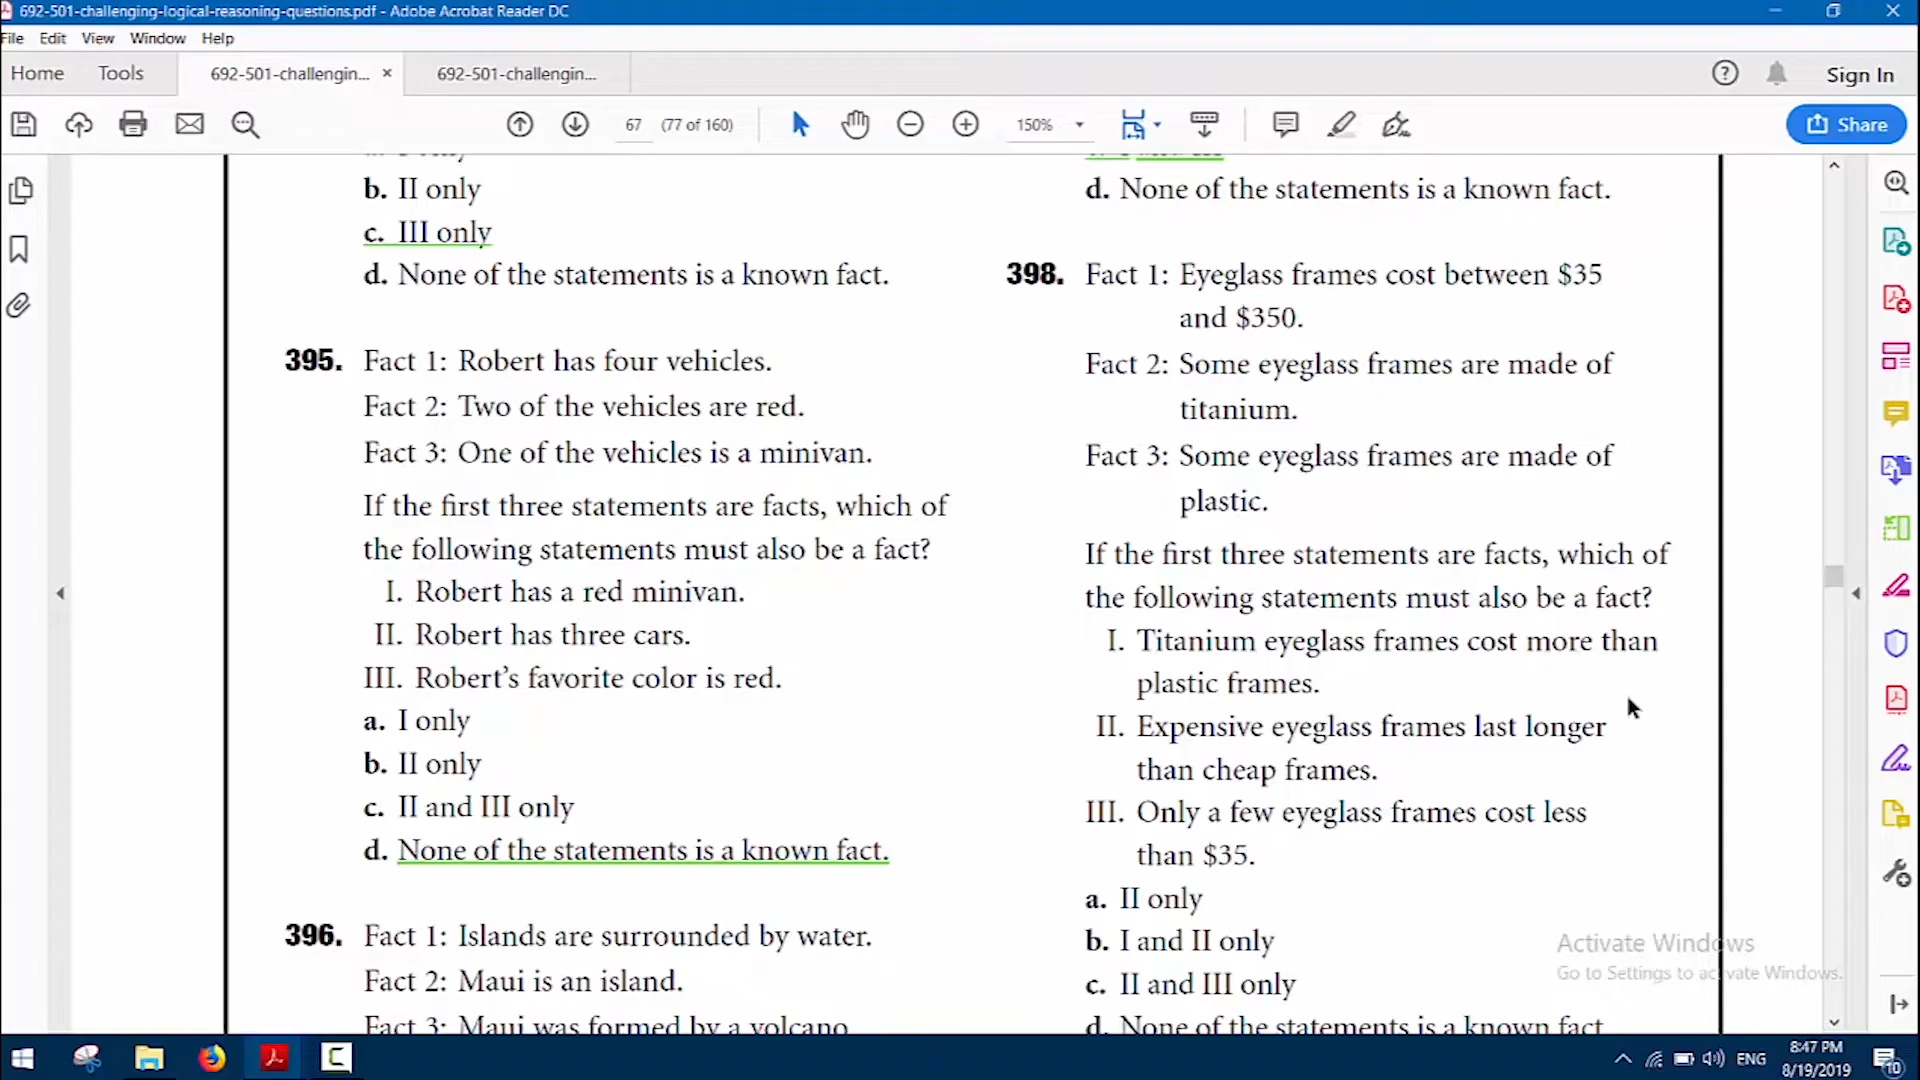 692-501-challenging-logical-reasoning-questions.pdf - Adobe Acrobat Reader DC
File Edit View Window Help
Home Tools 692-501-challengin... × 692-501-challengin... Sign In
67 (77 of 160) 150% Share
b. II only
c. III only
d. None of the statements is a known fact.
395. Fact 1: Robert has four vehicles.
Fact 2: Two of the vehicles are red.
Fact 3: One of the vehicles is a minivan.
If the first three statements are facts, which of
the following statements must also be a fact?
I. Robert has a red minivan.
II. Robert has three cars.
III. Robert's favorite color is red.
a. I only
b. II only
c. II and III only
d. None of the statements is a known fact.
396. Fact 1: Islands are surrounded by water.
Fact 2: Maui is an island.
Fact 3: Maui was formed by a volcano
d. None of the statements is a known fact.
398. Fact 1: Eyeglass frames cost between $35
and $350.
Fact 2: Some eyeglass frames are made of
titanium.
Fact 3: Some eyeglass frames are made of
plastic.
If the first three statements are facts, which of
the following statements must also be a fact?
I. Titanium eyeglass frames cost more than
plastic frames.
II. Expensive eyeglass frames last longer
than cheap frames.
III. Only a few eyeglass frames cost less
than $35.
a. II only
b. I and II only
c. II and III only
d. None of the statements is a known fact
Activate Windows
Go to Settings to activate Windows.
ENG
8:47 PM
8/19/2019
10